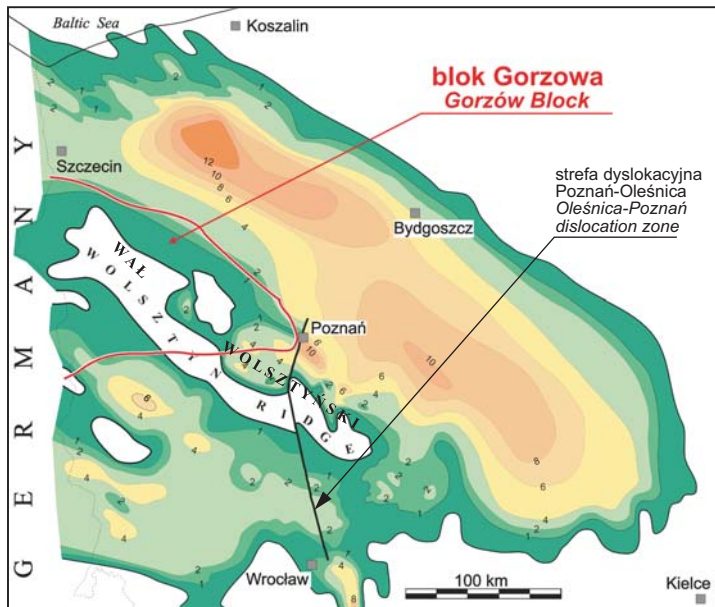 Baltic Sea
Koszalin
blok Gorzowa
Gorzów Block
Szczecin
strefa dyslokacyjna
Poznań-Oleśnica
Oleśnica-Poznań
dislocation zone
Bydgoszcz
GERMANY
WAŁ
WOLSZTYŃSKI
WOLSZTYN RIDGE
Poznań
12
10
8
6
4
2
1
Wrocław
100 km
Kielce